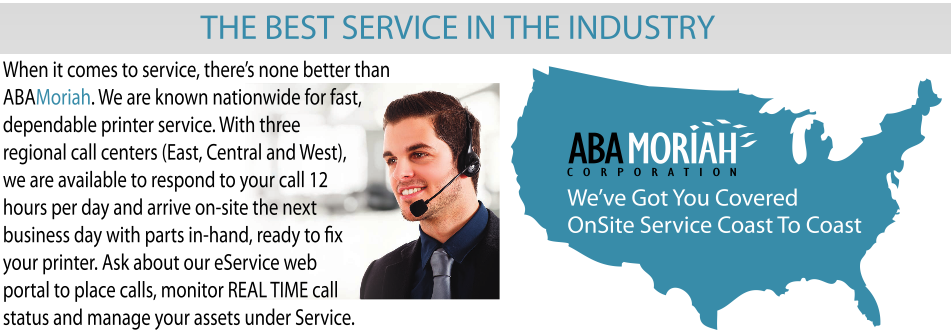 THE BEST SERVICE IN THE INDUSTRY
When it comes to service, there's none better than
ABAMoriah. We are known nationwide for fast,
dependable printer service. With three
regional call centers (East, Central and West),
we are available to respond to your call 12
hours per day and arrive on-site the next
business day with parts in-hand, ready to fix
your printer. Ask about our eService web
portal to place calls, monitor REAL TIME call
status and manage your assets under Service.
ABA MORIAH
CORPORATION
We've Got You Covered
OnSite Service Coast To Coast